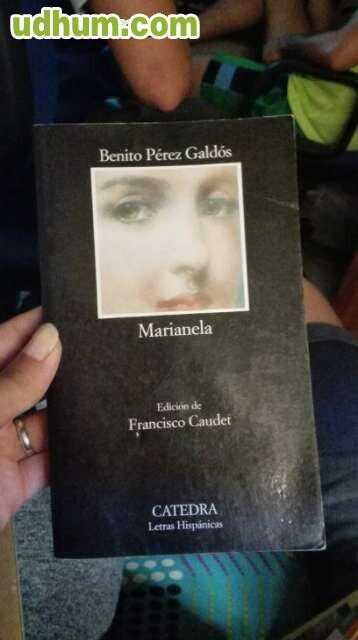 udhum.com
Benito Pérez Galdós
Marianela
Edición de
Francisco Caudet
CATEDRA
Letras Hispánicas